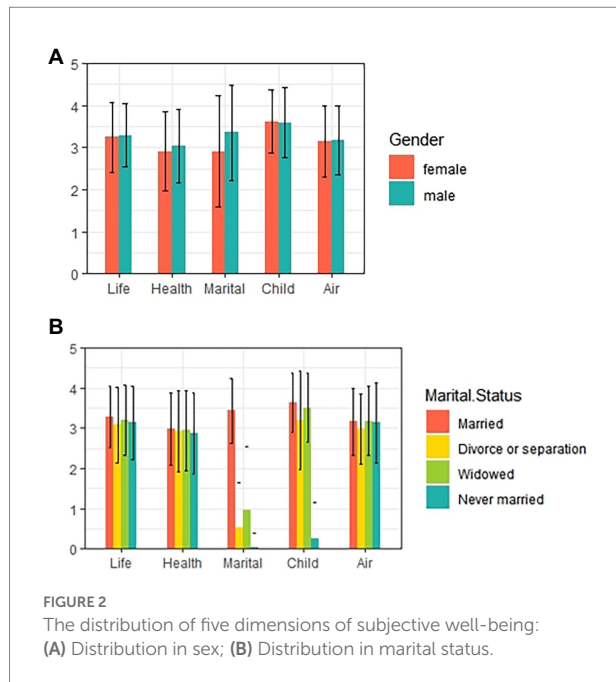 A
5
4
3
2
1
0
Life Health Marital Child Air
Gender
female
male
B
5
4
3
2
1
0
Life Health Marital Child Air
Marital.Status
Married
Divorce or separation
Widowed
Never married
FIGURE 2
The distribution of five dimensions of subjective well-being:
(A) Distribution in sex; (B) Distribution in marital status.